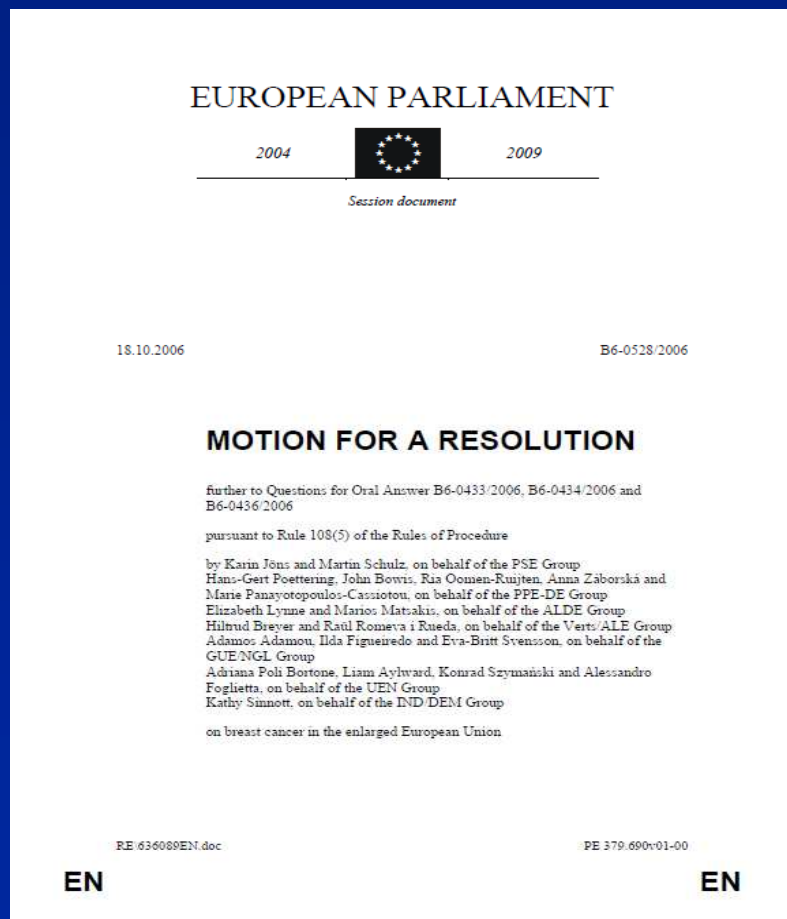 EUROPEAN PARLIAMENT
2004 2009
Session document
18.10.2006 B6-0528/2006
MOTION FOR A RESOLUTION
further to Questions for Oral Answer B6-0433/2006, B6-0434/2006 and
B6-0436/2006
pursuant to Rule 108(5) of the Rules of Procedure
by Karin Jöns and Martin Schulz, on behalf of the PSE Group
Hans-Gert Poettering, John Bowis, Ria Oomen-Ruijten, Anna Záborská and
Marie Panayotopoulos-Cassiotou, on behalf of the PPE-DE Group
Elizabeth Lynne and Marios Matsakis, on behalf of the ALDE Group
Hiltrud Breyer and Raül Romeva i Rueda, on behalf of the Verts/ALE Group
Adamos Adamou, Ilda Figueiredo and Eva-Britt Svensson, on behalf of the
GUE/NGL Group
Adriana Poli Bortone, Liam Aylward, Konrad Szymański and Alessandro
Foglietta, on behalf of the UEN Group
Kathy Sinnott, on behalf of the IND/DEM Group
on breast cancer in the enlarged European Union
RE\636089EN.doc PE 379.690v01-00
EN EN